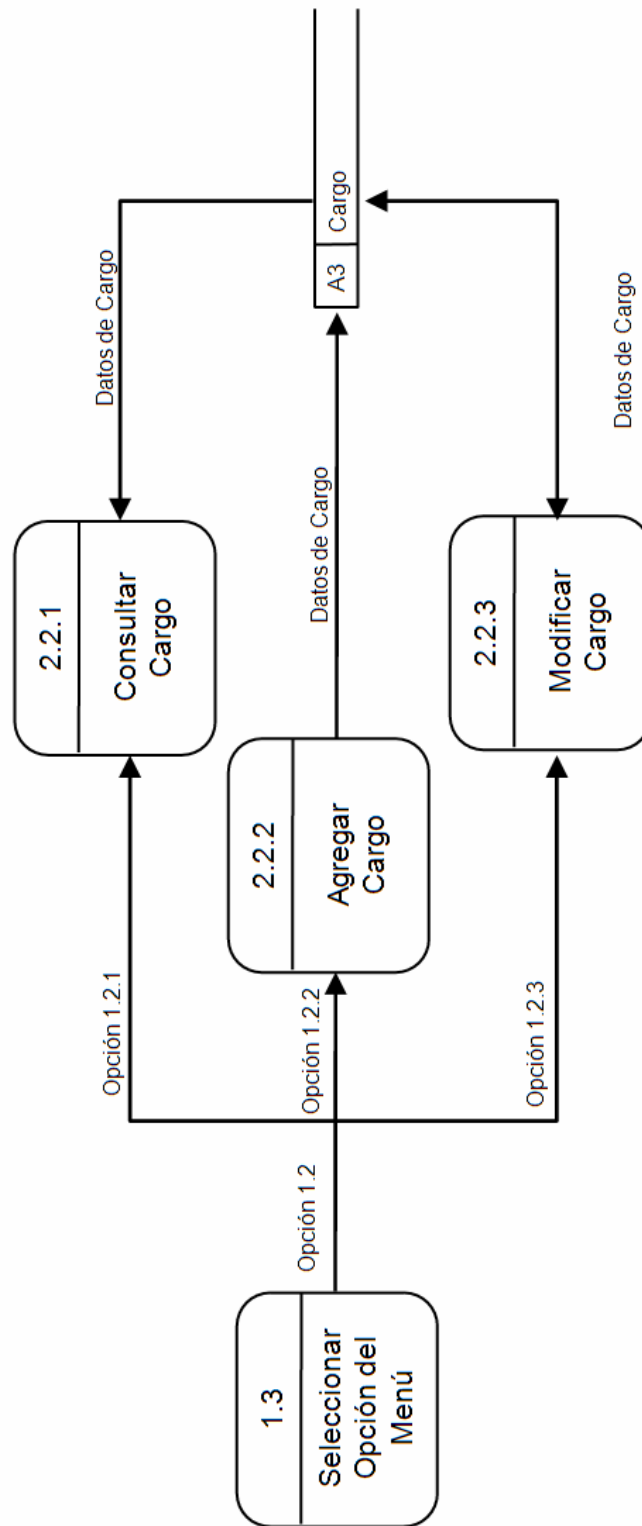 1.3
Seleccionar
Opción del
Menú
Opción 1.2
Opción 1.2.1
Opción 1.2.2
Opción 1.2.3
2.2.1
Consultar
Cargo
2.2.2
Agregar
Cargo
2.2.3
Modificar
Cargo
Datos de Cargo
Datos de Cargo
Datos de Cargo
A3
Cargo